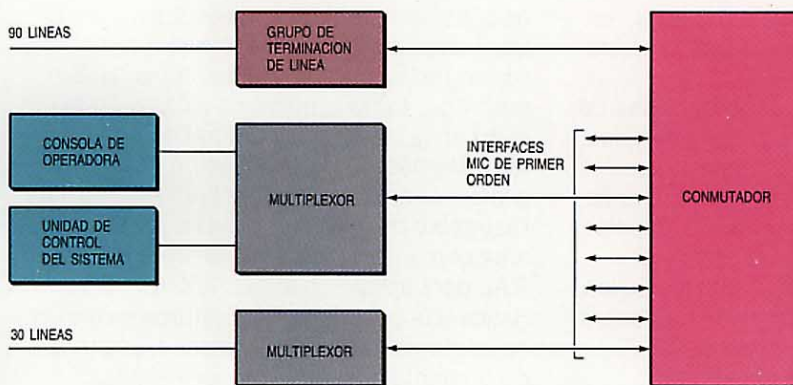 90 LINEAS
GRUPO DE
TERMINACION
DE LINEA
CONSOLA DE
OPERADORA
UNIDAD DE
CONTROL
DEL SISTEMA
MULTIPLEXOR
INTERFACES
MIC DE PRIMER
ORDEN
CONMUTADOR
30 LINEAS
MULTIPLEXOR